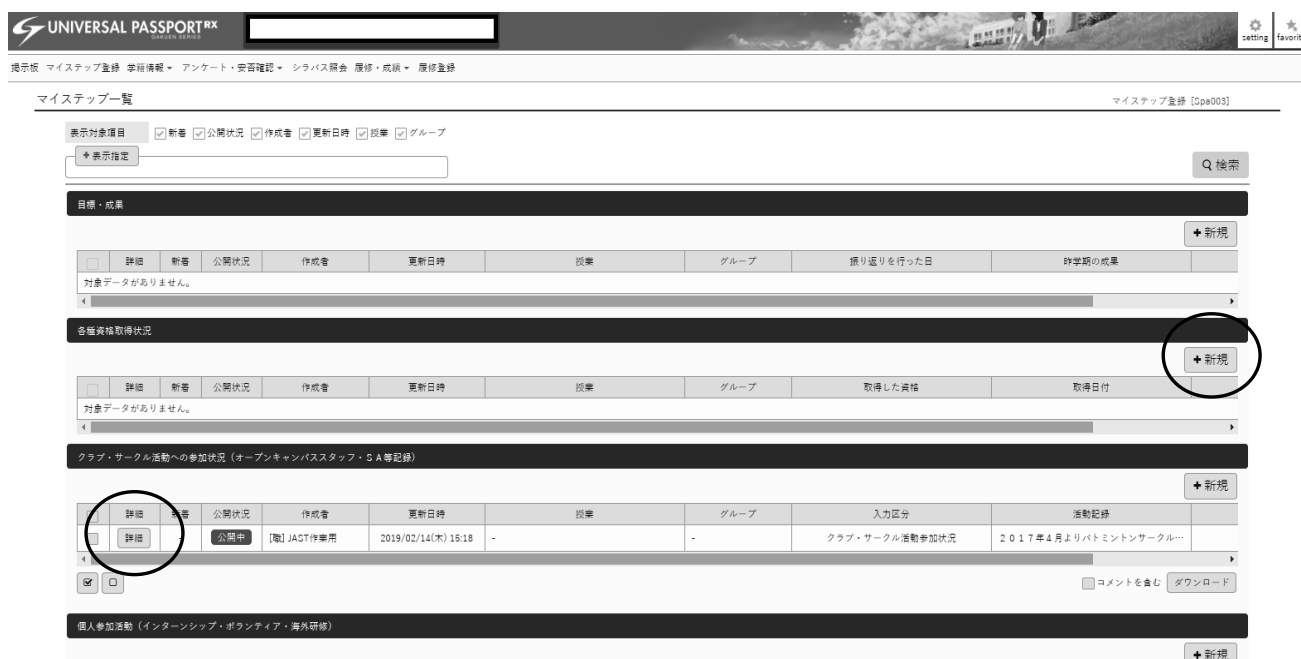 UNIVERSAL PASSPORT RX
GARDEN SERIES
setting favorit
掲示板 マイステップ登録 学籍情報 アンケート・安否確認 シラバス照会 履修・成績 履修登録
マイステップ一覧
マイステップ登録 [Spa003]
表示対象項目 新着 公開状況 作成者 更新日時 授業 グループ
+表示指定
検索
目標・成果
+新規
詳細 新着 公開状況 作成者 更新日時 授業 グループ 振り返りを行った日 昨学期の成果
対象データがありません。
各種資格取得状況
+新規
詳細 新着 公開状況 作成者 更新日時 授業 グループ 取得した資格 取得日付
対象データがありません。
クラブ・サークル活動への参加状況（オープンキャンパススタッフ・ＳＡ等記録）
+新規
詳細 新着 公開状況 作成者 更新日時 授業 グループ 入力区分 活動記録
詳細 - 公開中 [職] JAST作業用 2019/02/14(木) 15:18 - - クラブ・サークル活動参加状況 ２０１７年４月よりバトミントンサークル…
コメントを含む ダウンロード
個人参加活動（インターンシップ・ボランティア・海外研修）
+新規